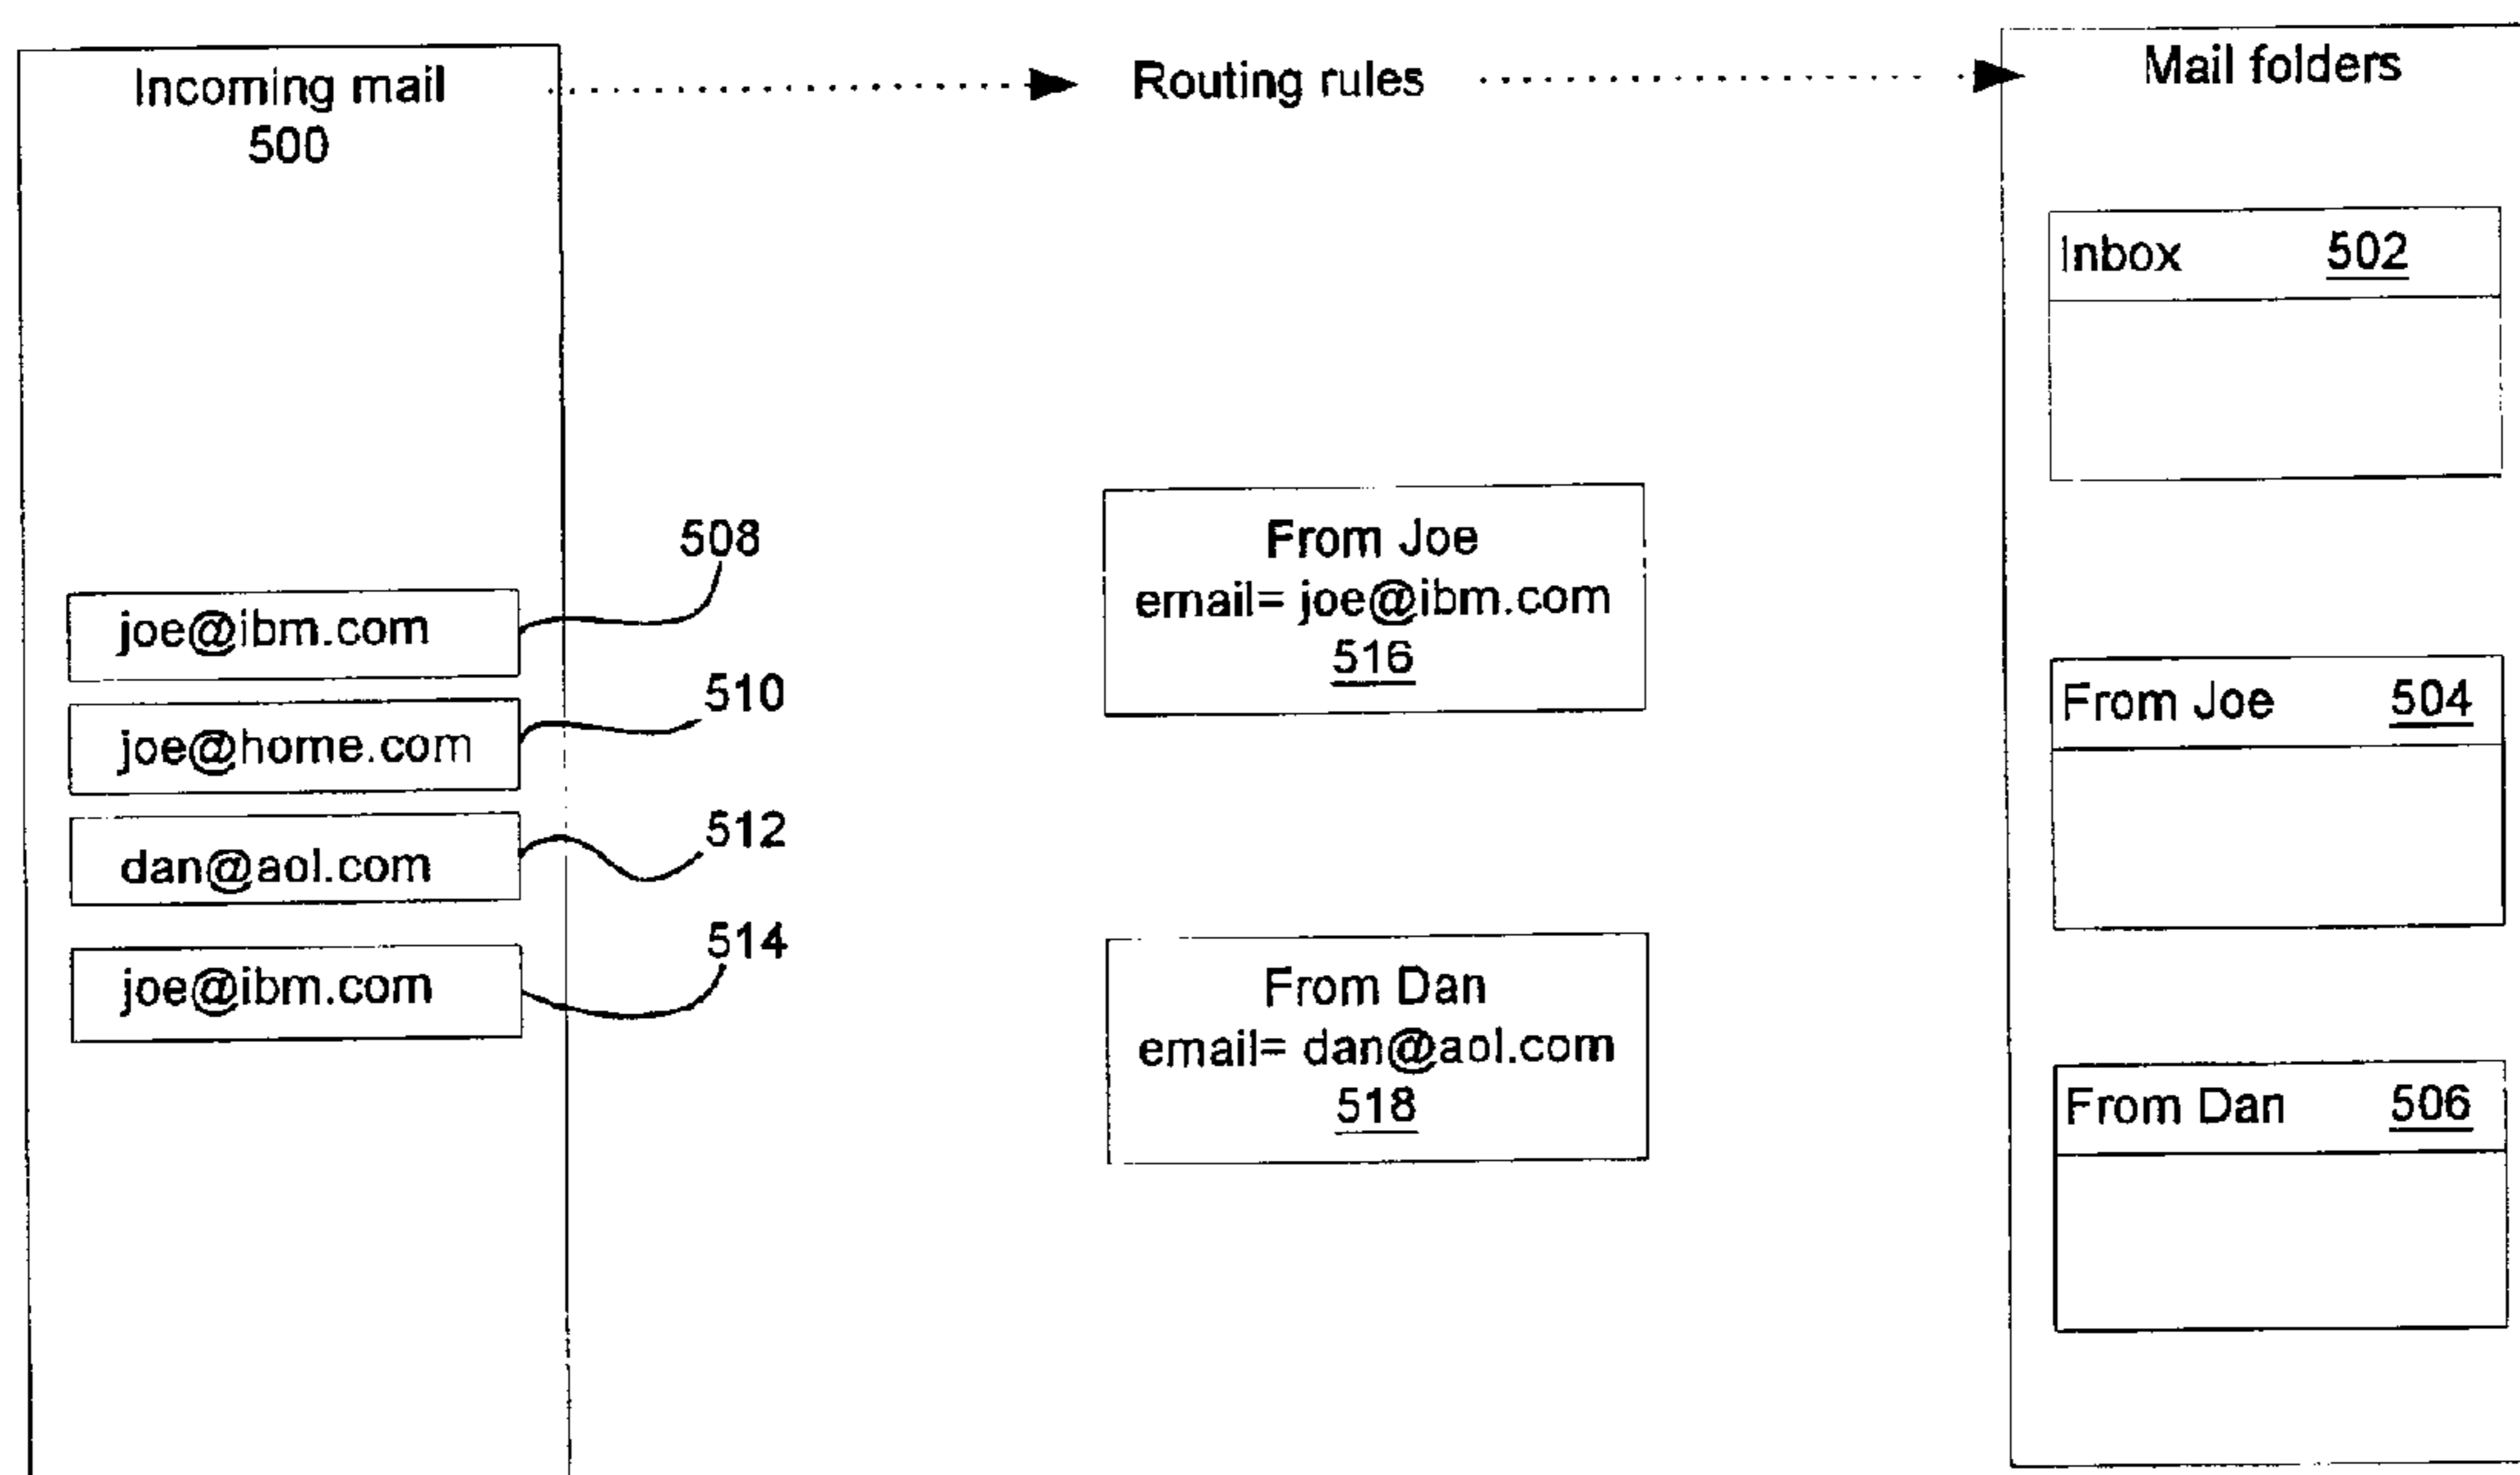 Incoming mail
500
Routing rules
Mail folders
Inbox 502
508
joe@ibm.com
510
joe@home.com
512
dan@aol.com
514
joe@ibm.com
From Joe
email= joe@ibm.com
516
From Dan
email= dan@aol.com
518
From Joe 504
From Dan 506